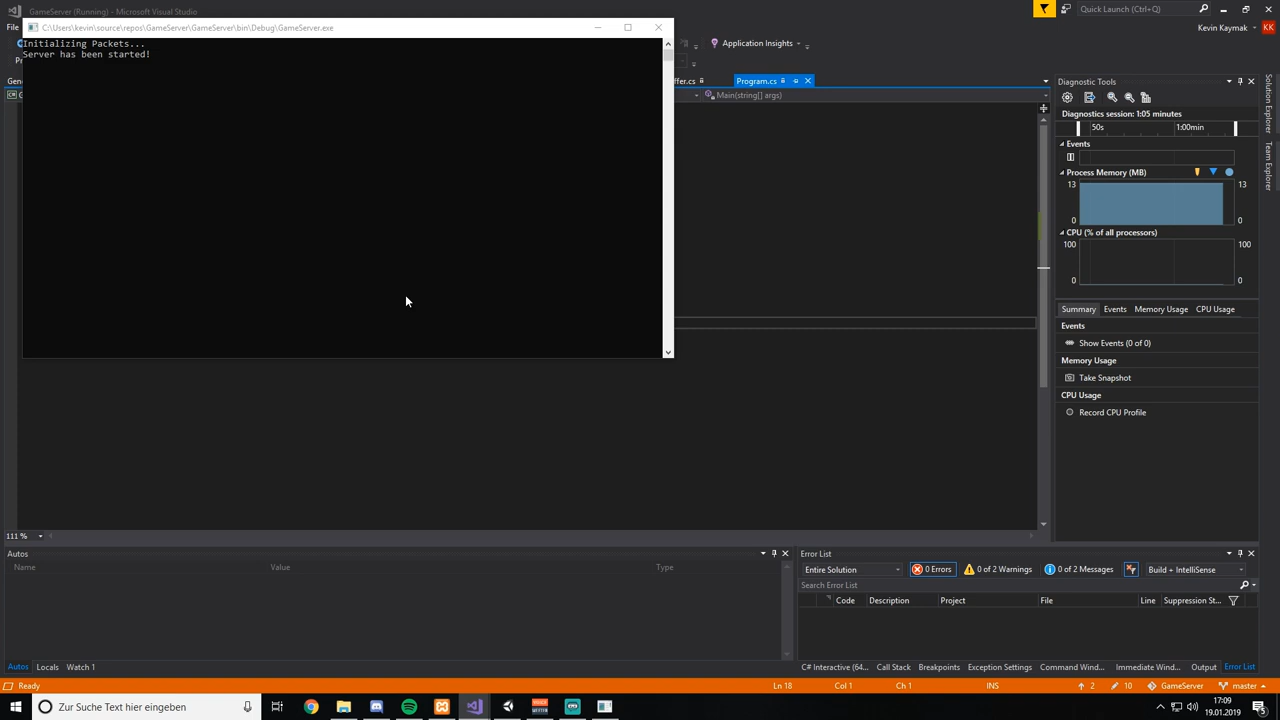 GameServer (Running) - Microsoft Visual Studio
Quick Launch (Ctrl+Q)
C:\Users\kevin\source\repos\GameServer\GameServer\bin\Debug\GameServer.exe
Kevin Kaymak
KK
Initializing Packets...
Server has been started!
Application Insights
ffer.cs
Program.cs
Main(string[] args)
Diagnostic Tools
Diagnostics session: 1:05 minutes
50s
1:00min
Events
Process Memory (MB)
13
13
0
0
CPU (% of all processors)
100
100
0
0
Summary
Events
Memory Usage
CPU Usage
Events
Show Events (0 of 0)
Memory Usage
Take Snapshot
CPU Usage
Record CPU Profile
Solution Explorer
Team Explorer
111 %
Autos
Name
Value
Type
Autos
Locals
Watch 1
Error List
Entire Solution
0 Errors
0 of 2 Warnings
0 of 2 Messages
Build + IntelliSense
Search Error List
Code
Description
Project
File
Line
Suppression St...
C# Interactive (64...
Call Stack
Breakpoints
Exception Settings
Command Wind...
Immediate Wind...
Output
Error List
Ready
Ln 18
Col 1
Ch 1
INS
2
10
GameServer
master
Zur Suche Text hier eingeben
17:09
19.01.2019